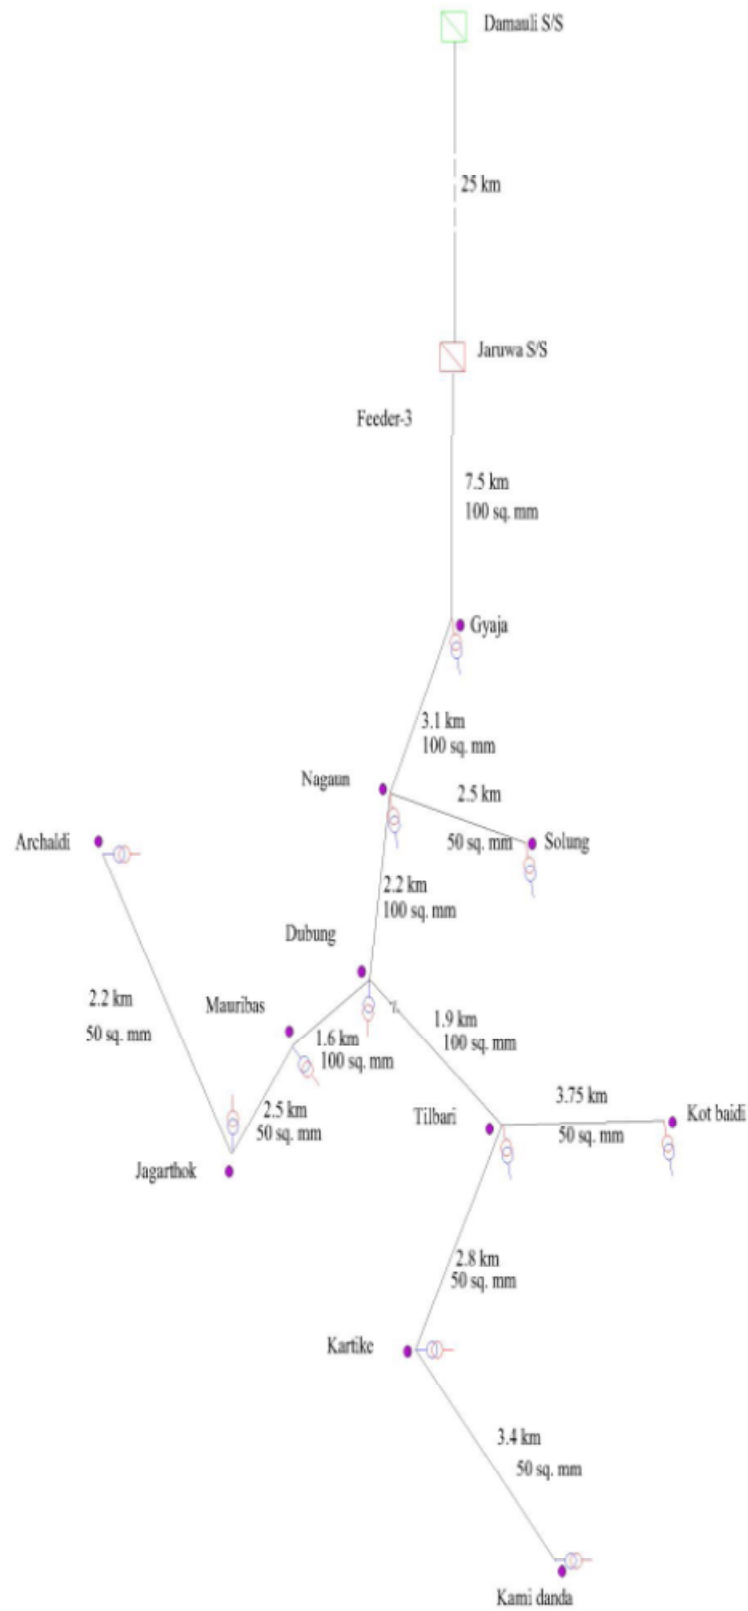 Damauli S/S
25 km
Jaruwa S/S
Feeder-3
7.5 km
100 sq. mm
Gyaja
3.1 km
100 sq. mm
Nagaun
2.5 km
50 sq. mm
Solung
Archaldi
2.2 km
100 sq. mm
Dubung
2.2 km
50 sq. mm
Mauribas
1.6 km
100 sq. mm
1.9 km
100 sq. mm
2.5 km
50 sq. mm
Jagarthok
Tilbari
3.75 km
50 sq. mm
Kot baidi
2.8 km
50 sq. mm
Kartike
3.4 km
50 sq. mm
Kami danda